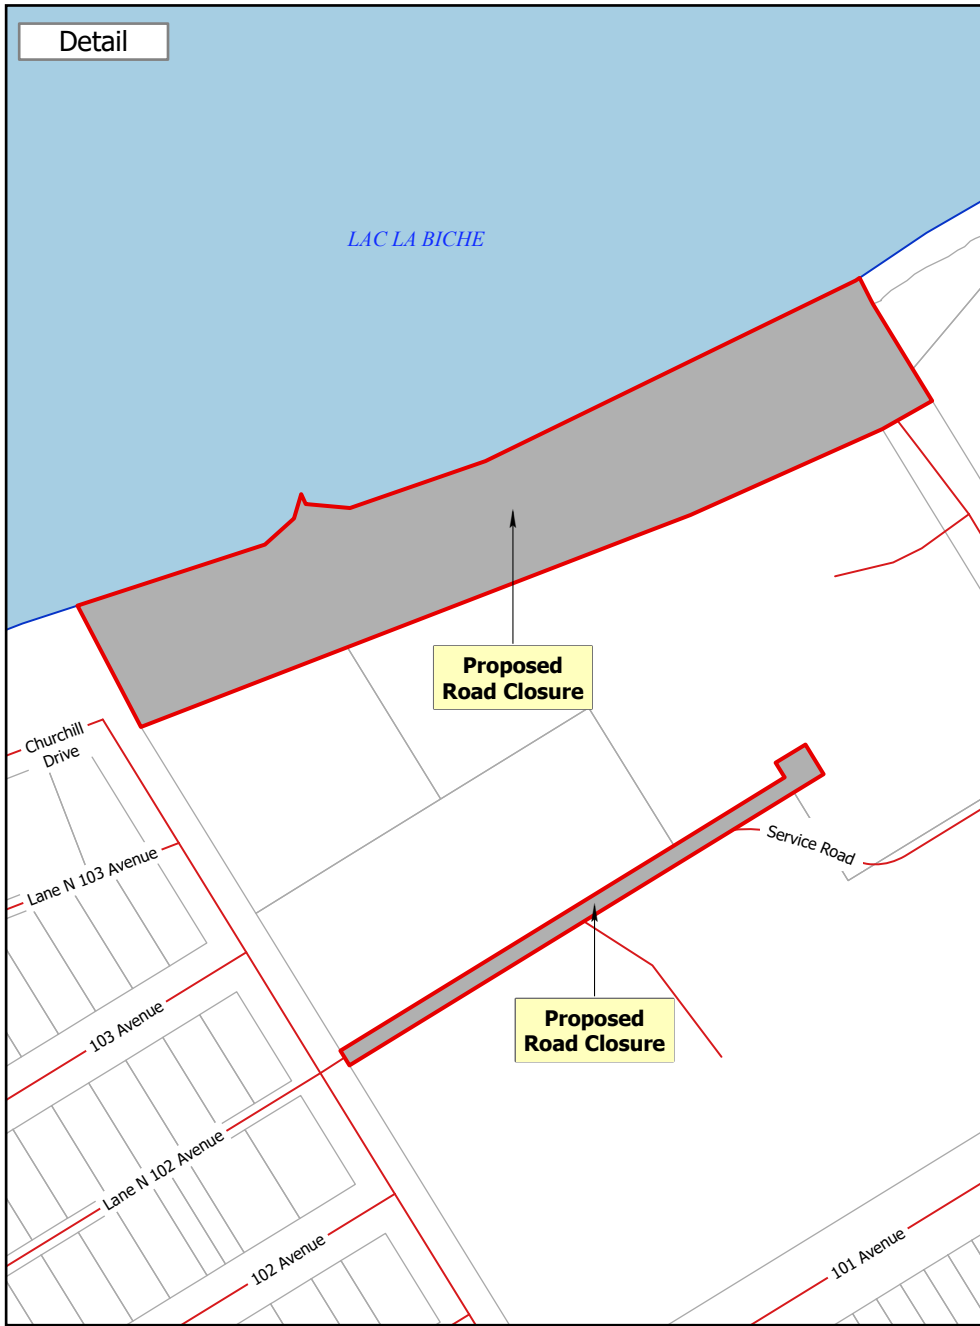 Detail
LAC LA BICHE
Proposed
Road Closure
Churchill
Drive
Service Road
Lane N 103 Avenue
103 Avenue
Proposed
Road Closure
Lane N 102 Avenue
102 Avenue
101 Avenue